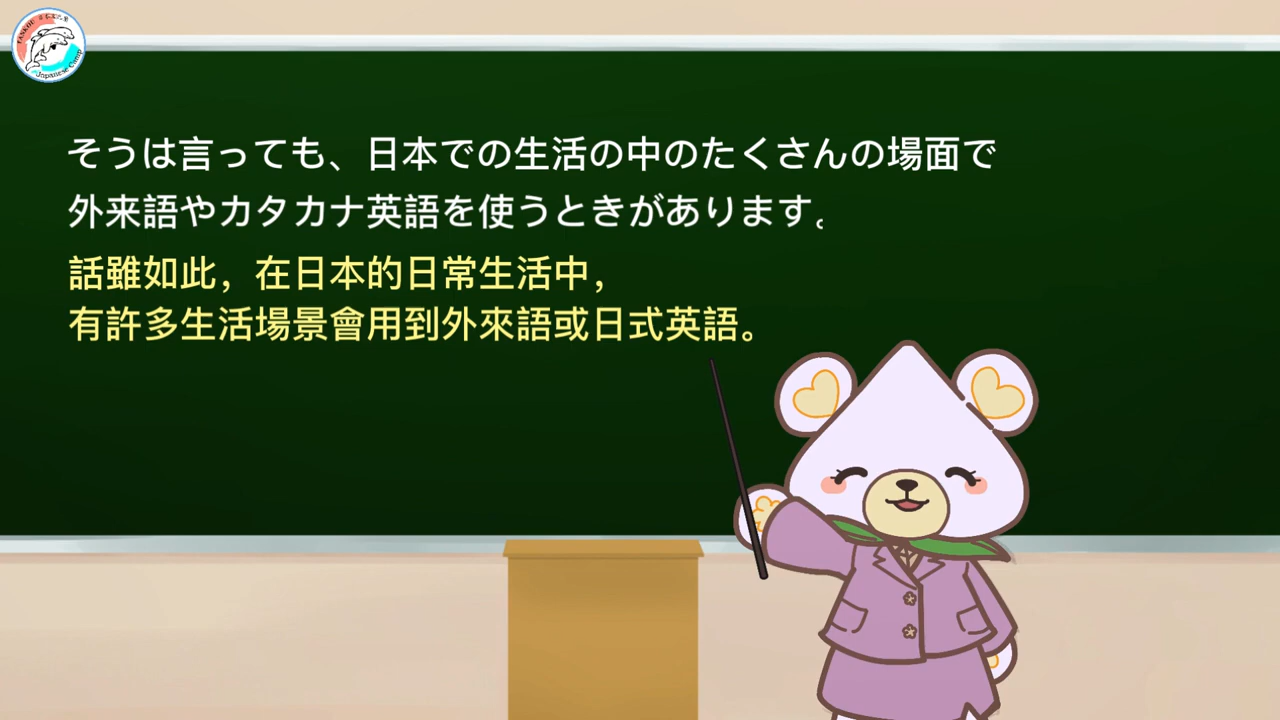 そうは言っても、日本での生活の中のたくさんの場面で
外来語やカタカナ英語を使うときがあります。
話雖如此，在日本的日常生活中，
有許多生活場景會用到外來語或日式英語。
Japanese Camp